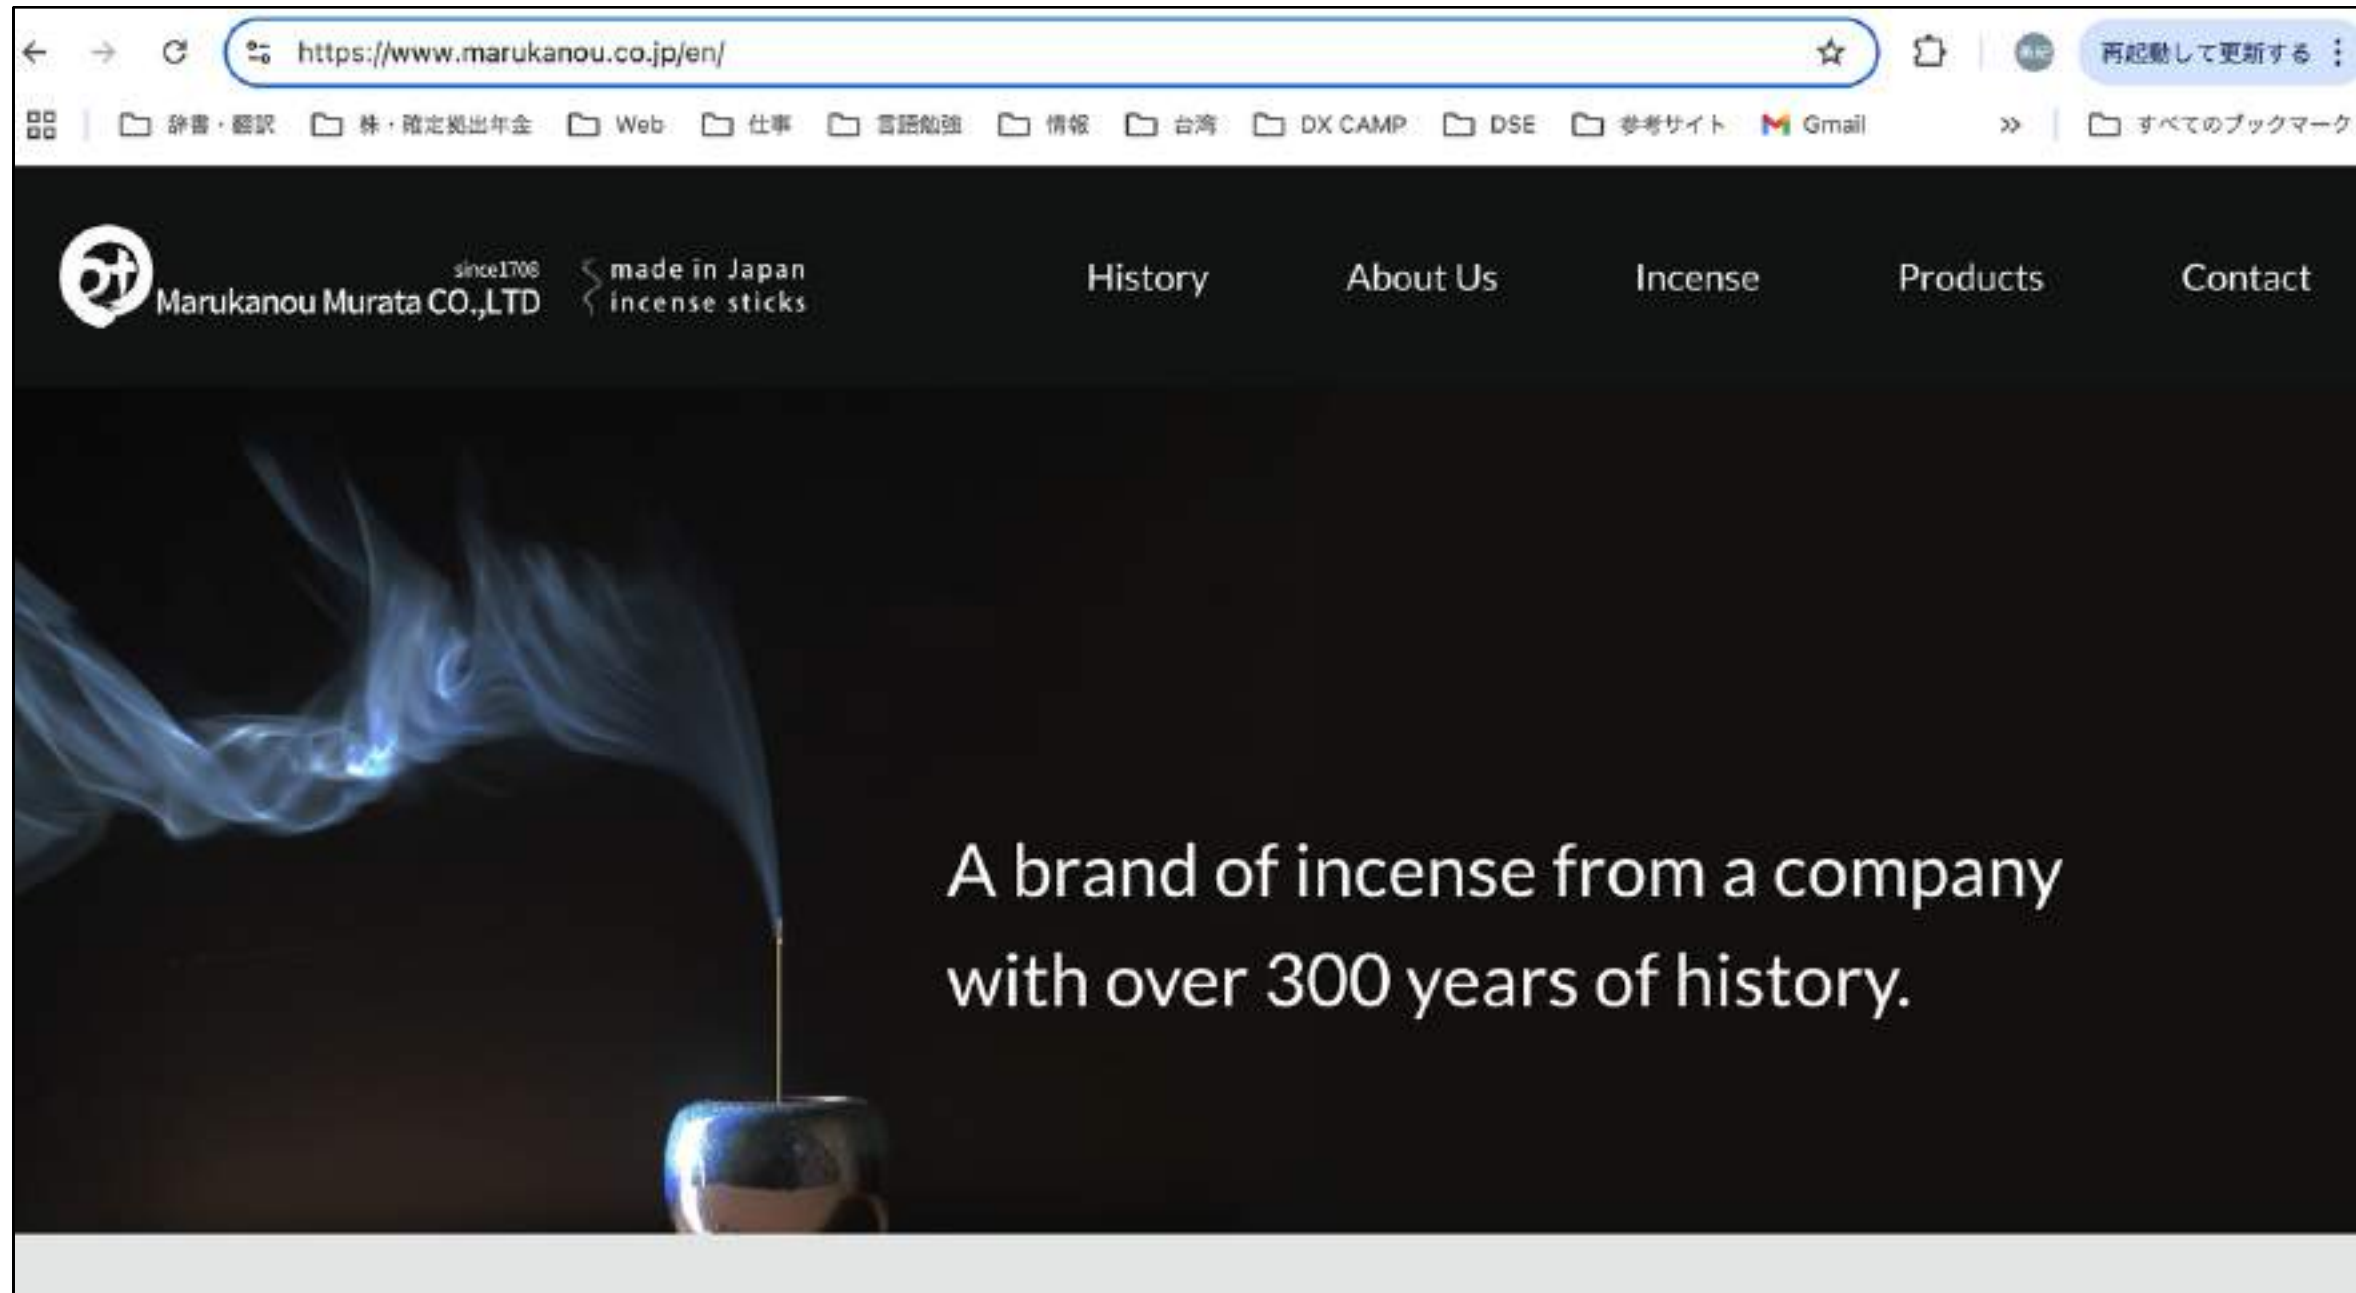 https://www.marukanou.co.jp/en/
再起動して更新する
辞書・翻訳 株・確定拠出年金 Web 仕事 言語勉強 情報 台湾 DX CAMP DSE 参考サイト Gmail » すべてのブックマーク
since1708
Marukanou Murata CO.,LTD
made in Japan
incense sticks
History About Us Incense Products Contact
A brand of incense from a company
with over 300 years of history.